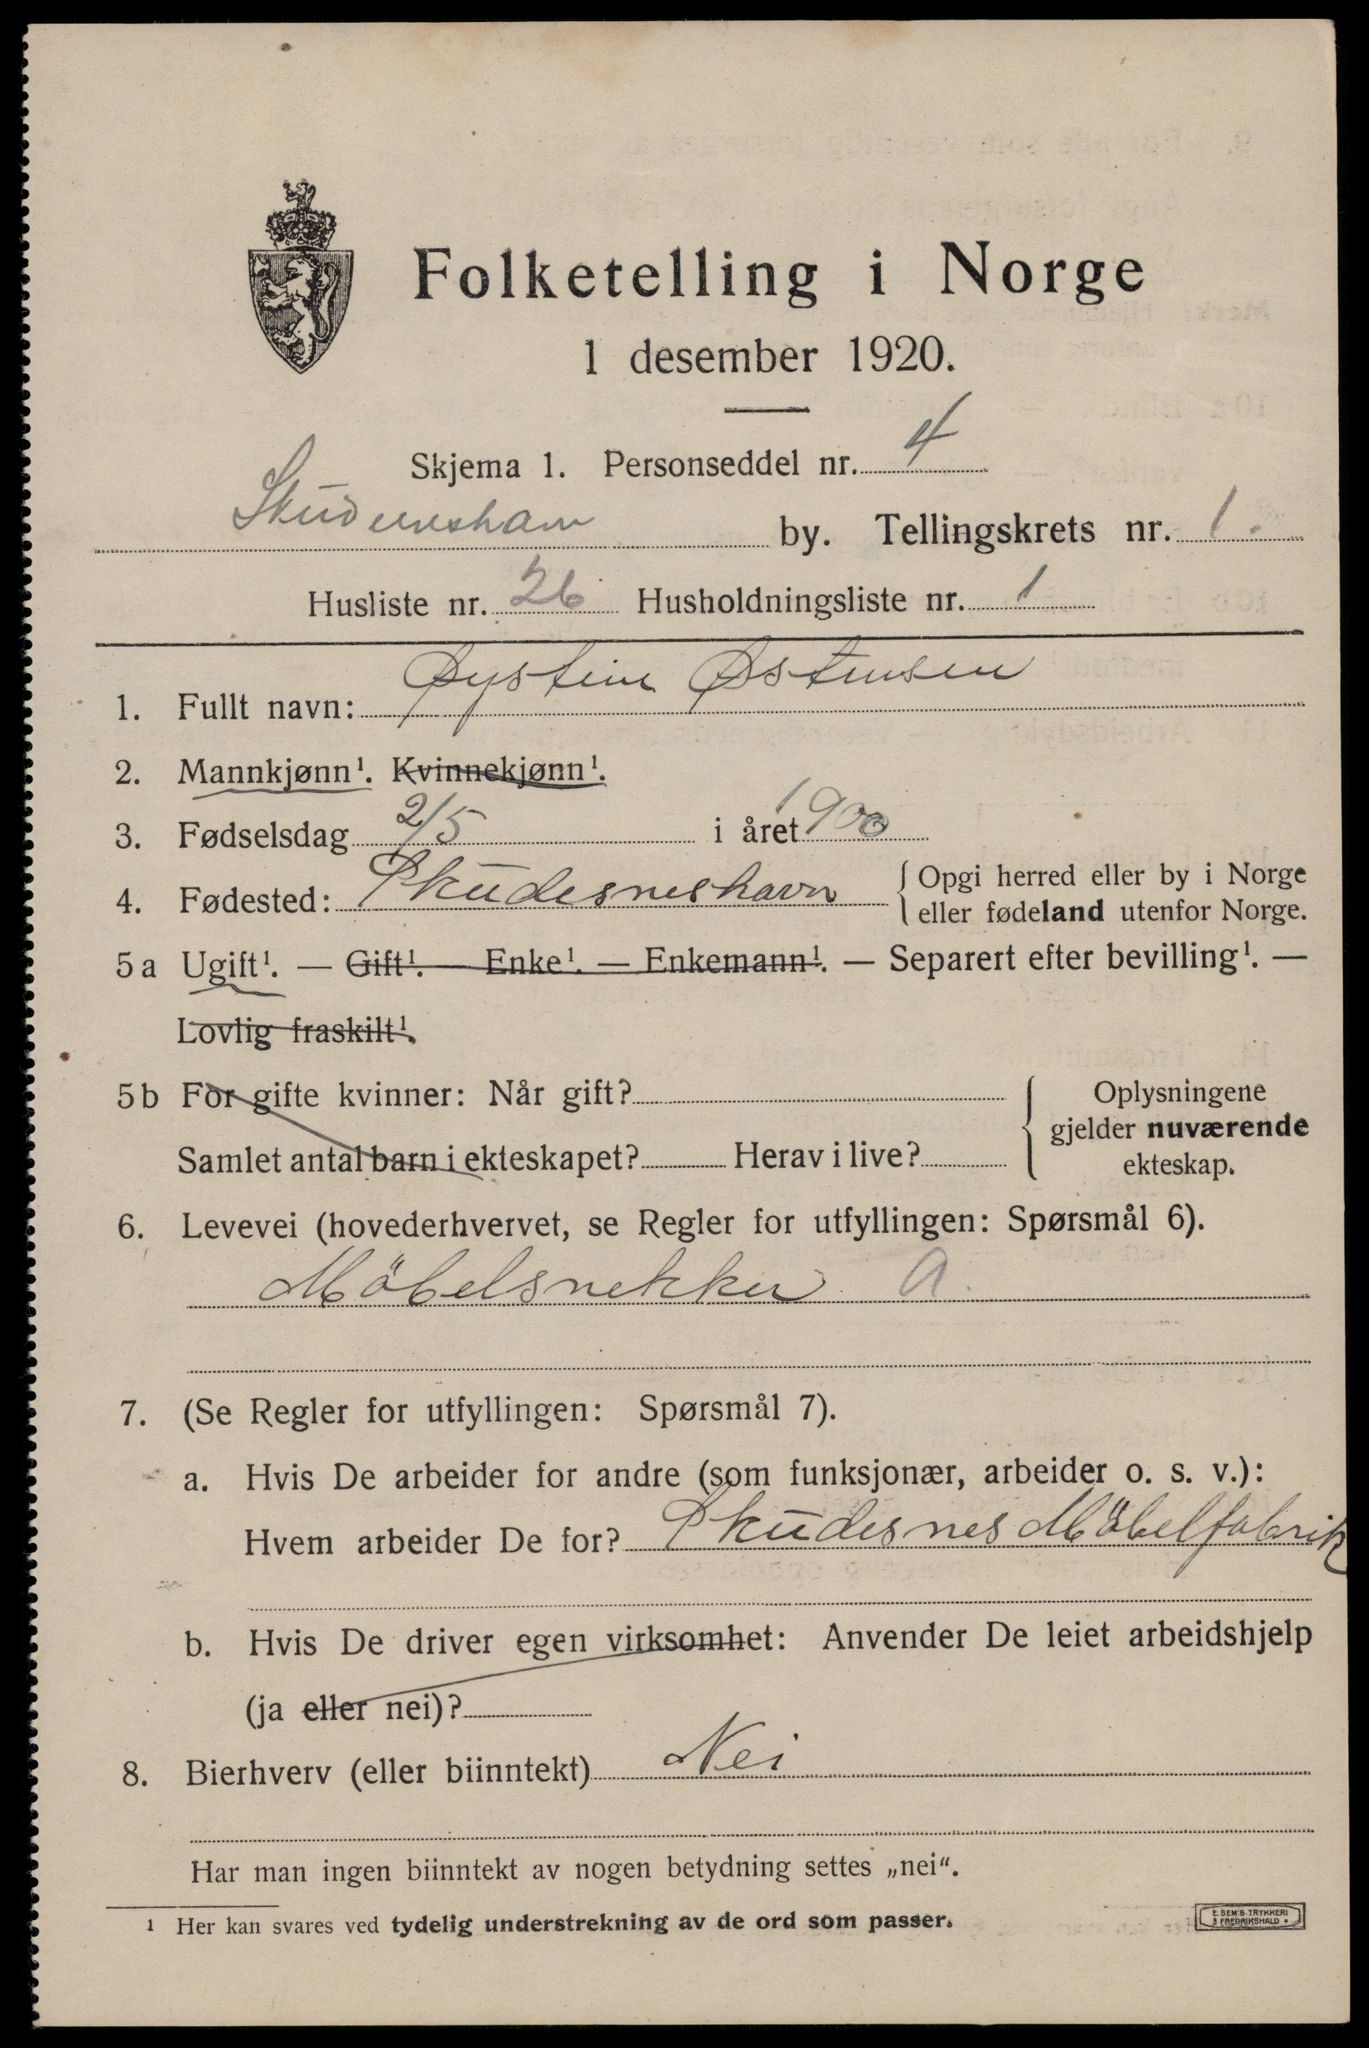 Folketelling i Norge
1 desember 1920.
Skjema 1. Personseddel nr. 4
by. Tellingskrets nr. 1.
Husliste nr. 26 Husholdningsliste nr. 1
1. Fullt navn: Øystein Østensen
2. Mannkjønn¹. Kvinnekjønn¹.
3. Fødselsdag 2/5 i året 1900
4. Fødested: Skudesneshavn { Opgi herred eller by i Norge
eller fødeland utenfor Norge.
5 a Ugift¹. — Gift¹. — Enke¹. — Enkemann¹. — Separert efter bevilling¹. —
Lovlig fraskilt¹.
5 b For gifte kvinner: Når gift? { Oplysningene
gjelder nuværende
Samlet antal barn i ekteskapet? Herav i live?
ekteskap.
6. Levevei (hovederhvervet, se Regler for utfyllingen: Spørsmål 6).
Möbelsnekker a.
7. (Se Regler for utfyllingen: Spørsmål 7).
a. Hvis De arbeider for andre (som funksjonær, arbeider o. s. v.):
Hvem arbeider De for? Skudesnes Möbelfabrik
b. Hvis De driver egen virksomhet: Anvender De leiet arbeidshjelp
(ja eller nei)?
8. Bierhverv (eller biinntekt) Nei
Har man ingen biinntekt av nogen betydning settes „nei“.
¹ Her kan svares ved tydelig understrekning av de ord som passer.
E. SEM'S TRYKKERI
FREDRIKSHALD